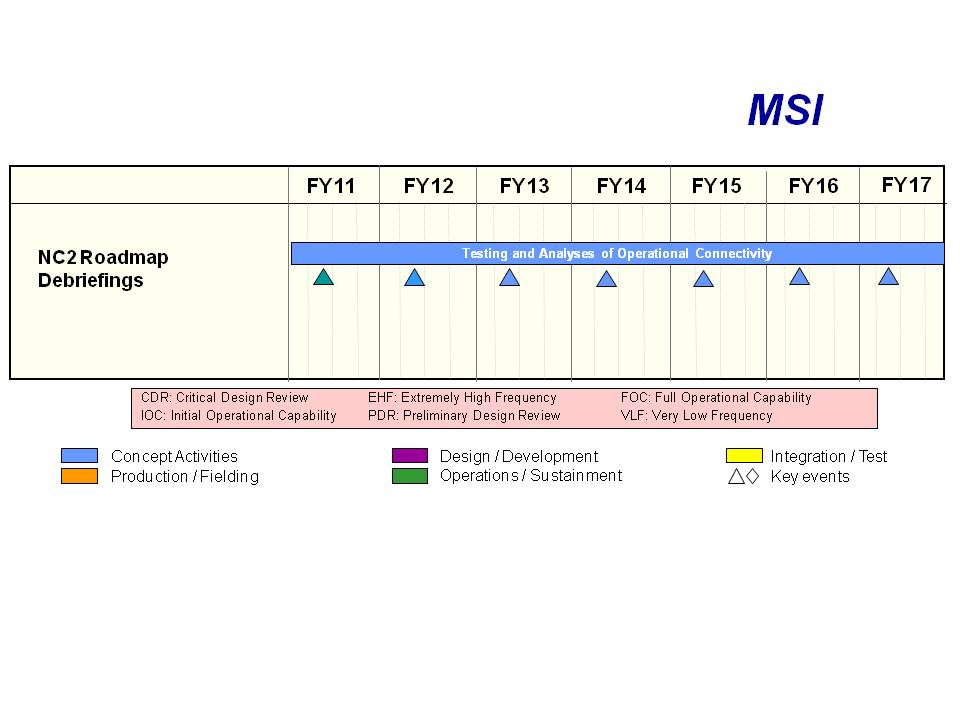 MSI
FY11 FY12 FY13 FY14 FY15 FY16 FY17
NC2 Roadmap
Debriefings
Testing and Analyses of Operational Connectivity
CDR: Critical Design Review EHF: Extremely High Frequency FOC: Full Operational Capability
IOC: Initial Operational Capability PDR: Preliminary Design Review VLF: Very Low Frequency
Concept Activities Design / Development Integration / Test
Production / Fielding Operations / Sustainment Key events